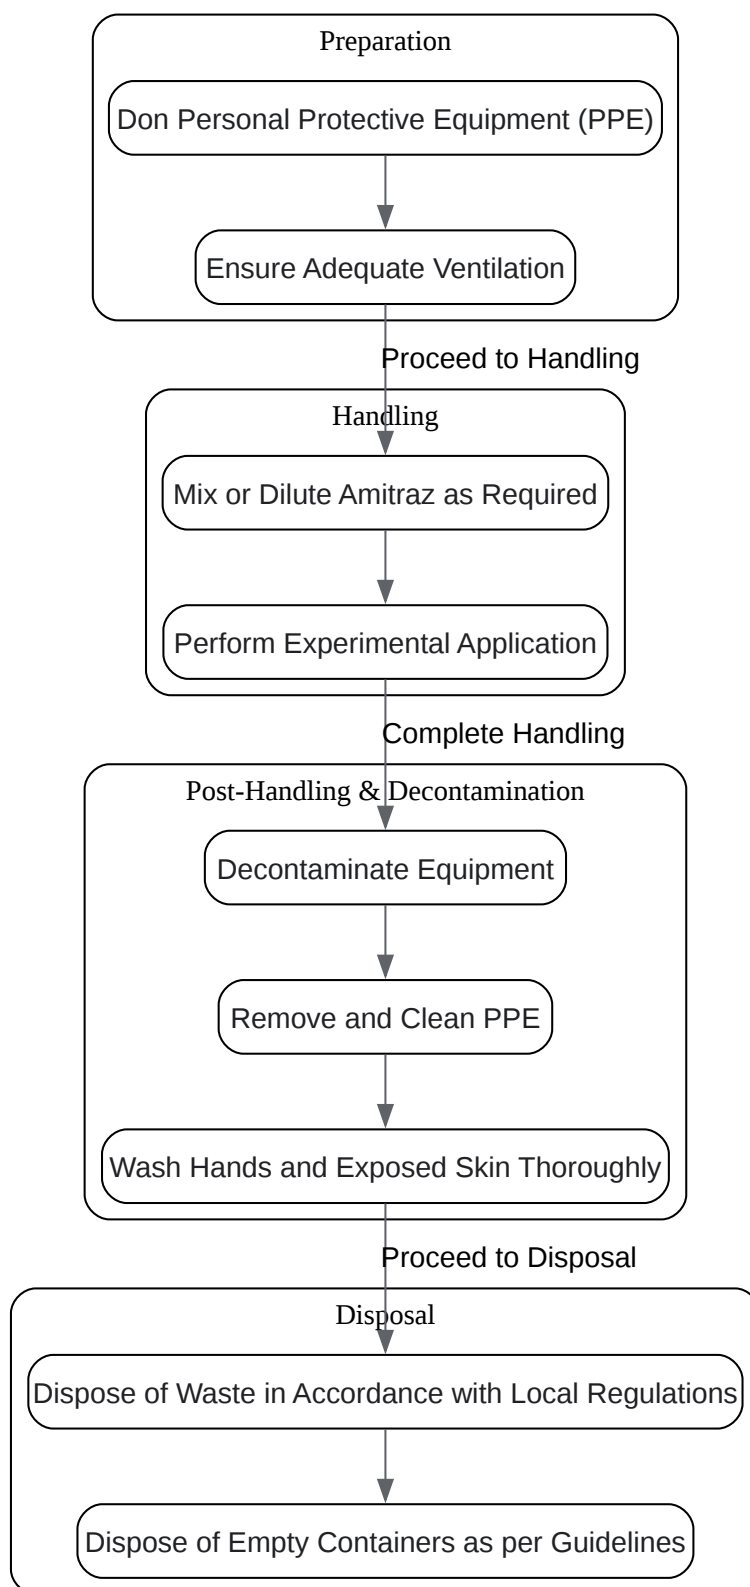 Preparation
Don Personal Protective Equipment (PPE)
Ensure Adequate Ventilation
Proceed to Handling
Handling
Mix or Dilute Amitraz as Required
Perform Experimental Application
Complete Handling
Post-Handling & Decontamination
Decontaminate Equipment
Remove and Clean PPE
Wash Hands and Exposed Skin Thoroughly
Proceed to Disposal
Disposal
Dispose of Waste in Accordance with Local Regulations
Dispose of Empty Containers as per Guidelines